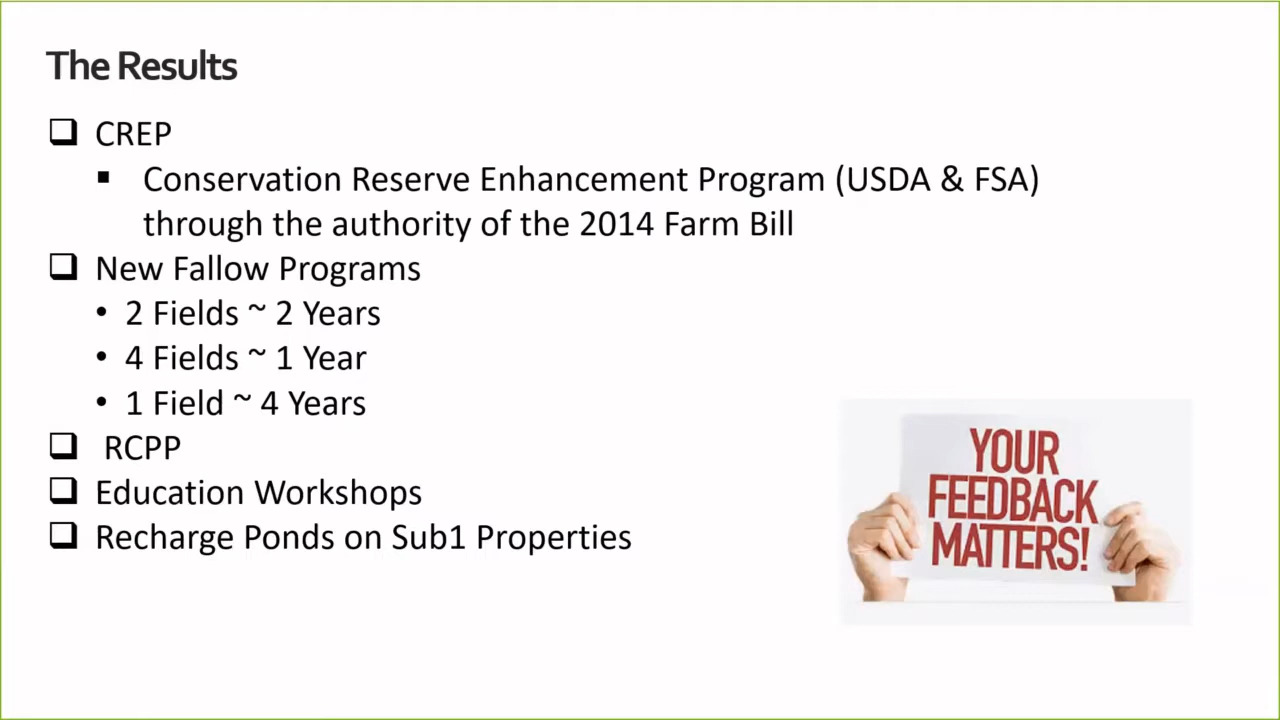 The Results
CREP
Conservation Reserve Enhancement Program (USDA & FSA)
through the authority of the 2014 Farm Bill
New Fallow Programs
2 Fields ~ 2 Years
4 Fields ~ 1 Year
1 Field ~ 4 Years
RCPP
Education Workshops
Recharge Ponds on Sub1 Properties
YOUR
FEEDBACK
MATTERS!